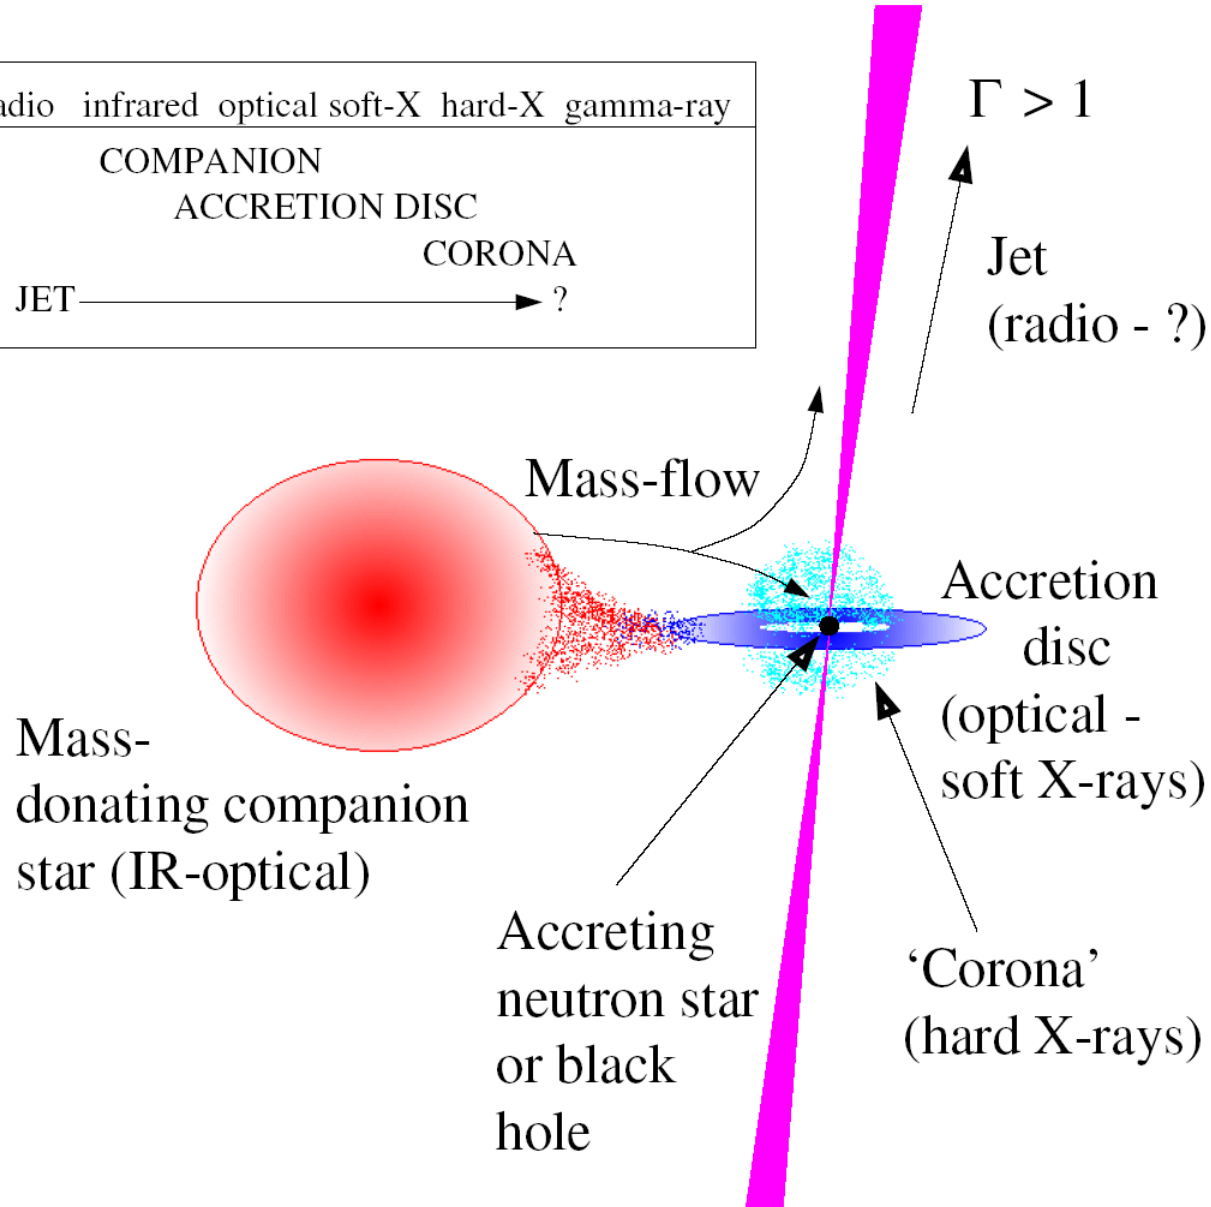 adio infrared optical soft-X hard-X gamma-ray
COMPANION
ACCRETION DISC
CORONA
JET ?
Γ > 1
Jet
(radio - ?)
Mass-flow
Accretion
disc
(optical -
soft X-rays)
Mass-
donating companion
star (IR-optical)
Accreting
neutron star
or black
hole
‘Corona’
(hard X-rays)